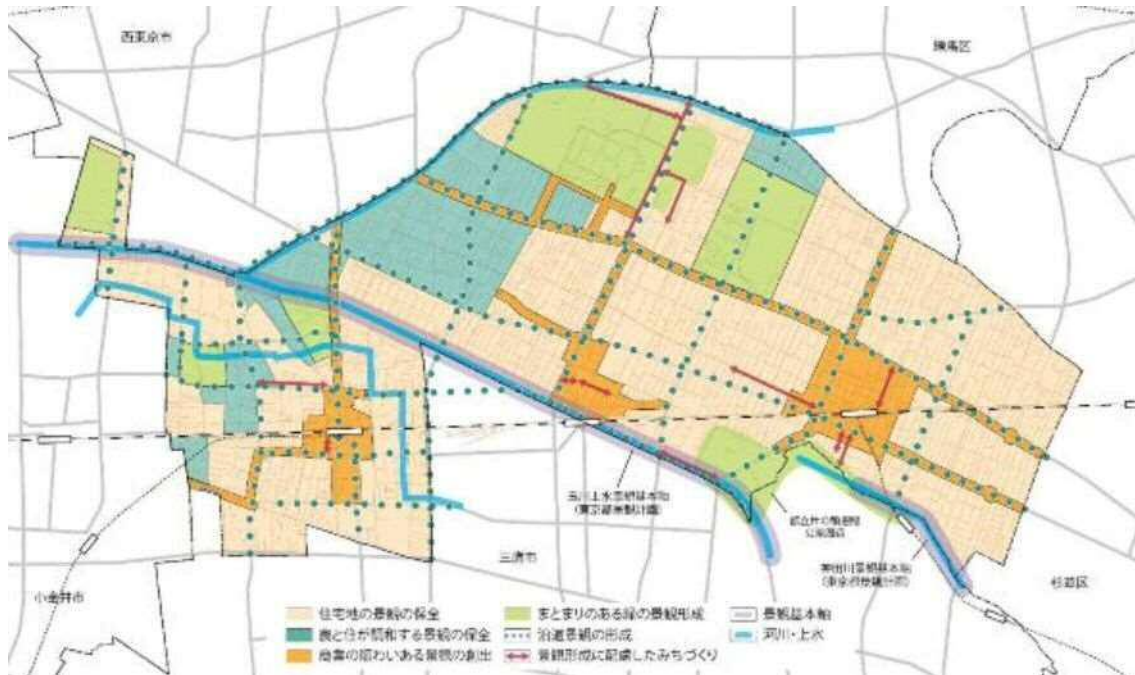 西東京市
練馬区
玉川上水景観基本軸
(東京都景観計画)
都立井の頭恩賜
公園周辺
三鷹市
神田川景観基本軸
(東京都景観計画)
杉並区
小金井市
住宅地の景観の保全
まとまりのある緑の景観形成
景観基本軸
農と住が調和する景観の保全
沿道景観の形成
河川・上水
商業の賑わいある景観の創出
景観形成に配慮したみちづくり